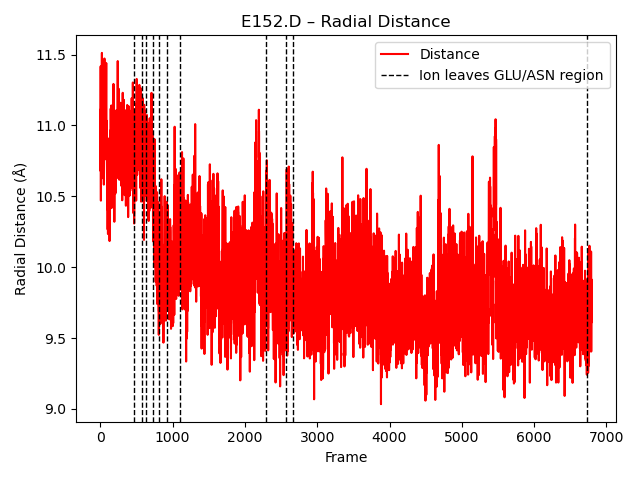 E152.D – Radial Distance
Distance
Ion leaves GLU/ASN region
Radial Distance (Å)
11.5
11.0
10.5
10.0
9.5
9.0
0 1000 2000 3000 4000 5000 6000 7000
Frame